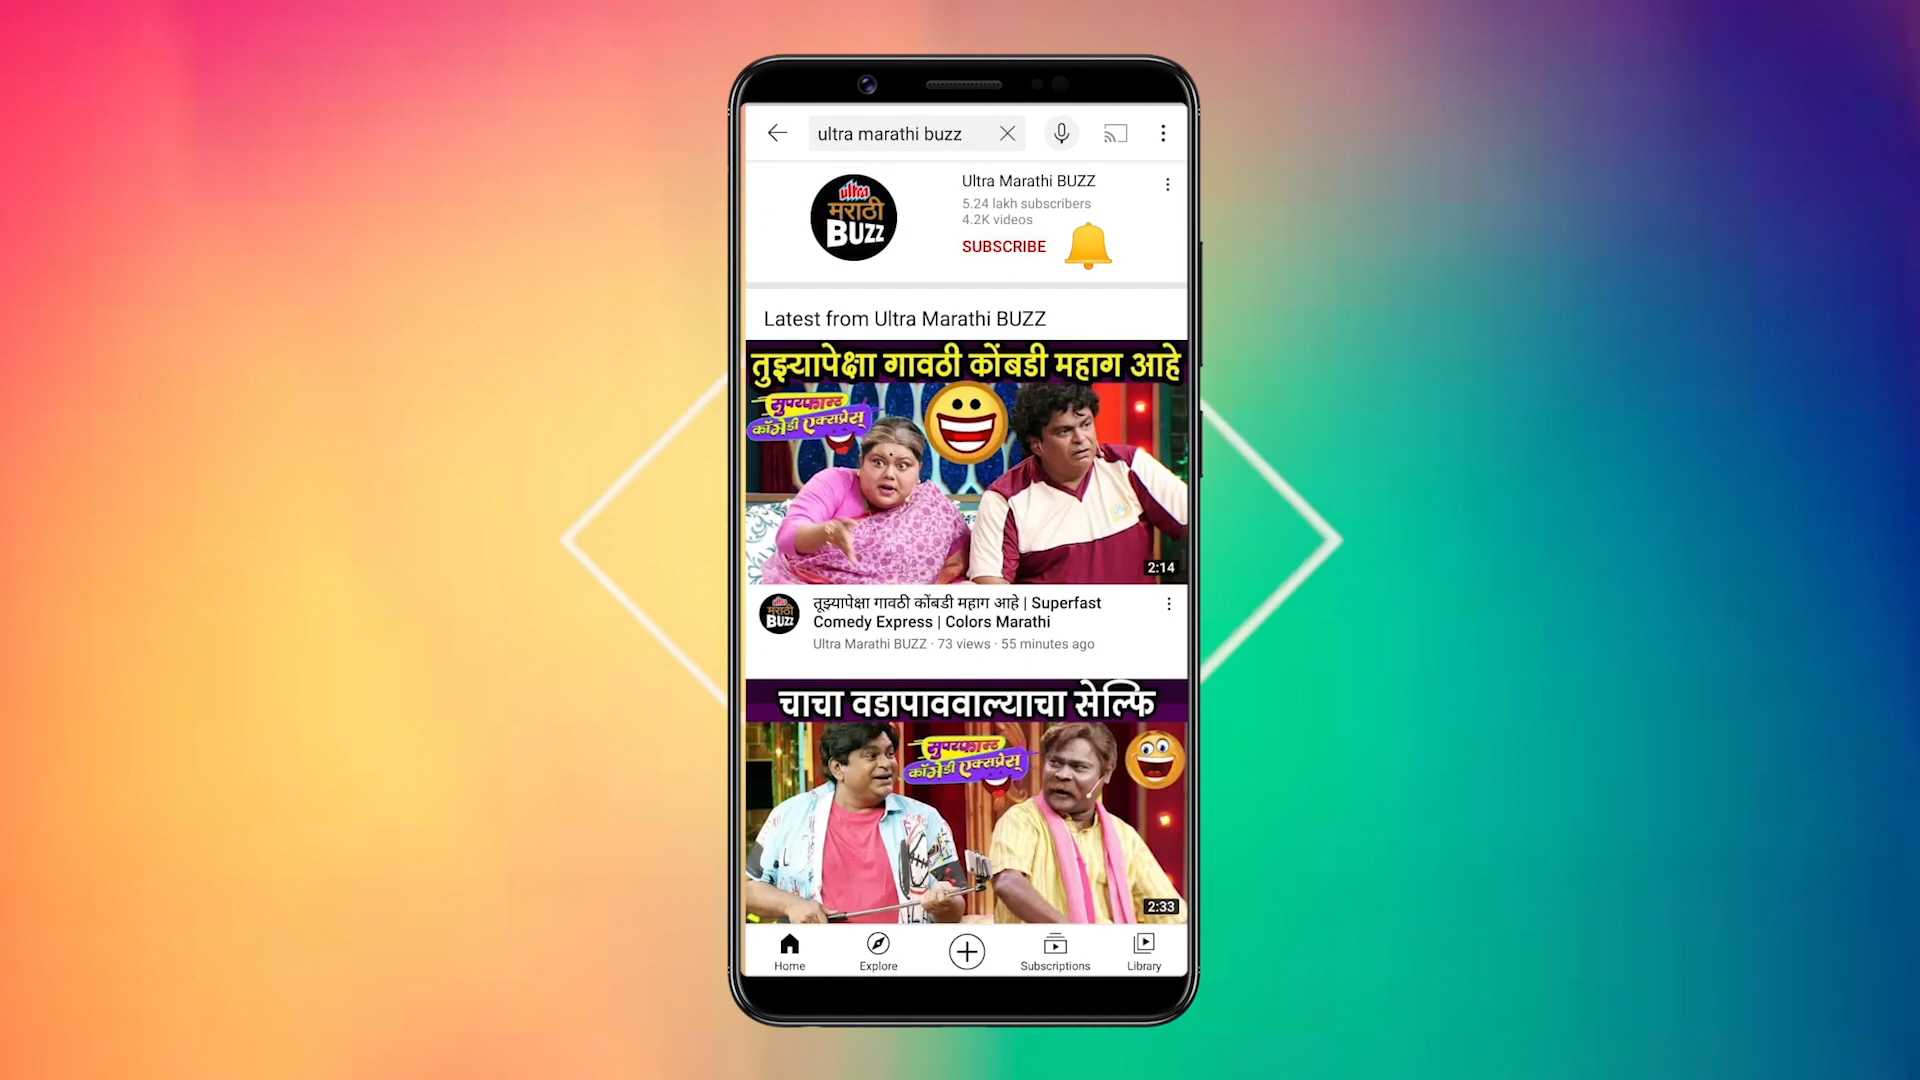 ultra marathi buzz
ultra
मराठी
BUZZ
Ultra Marathi BUZZ
5.24 lakh subscribers
4.2K videos
SUBSCRIBE
Latest from Ultra Marathi BUZZ
तुझ्यापेक्षा गावठी कोंबडी महाग आहे
सुपरफास्ट
कॉमेडी एक्सप्रेस्
2:14
ultra
मराठी
BUZZ
तूझ्यापेक्षा गावठी कोंबडी महाग आहे | Superfast
Comedy Express | Colors Marathi
Ultra Marathi BUZZ · 73 views · 55 minutes ago
चाचा वडापाववाल्याचा सेल्फि
सुपरफास्ट
कॉमेडी एक्सप्रेस्
2:33
Home
Explore
Subscriptions
Library